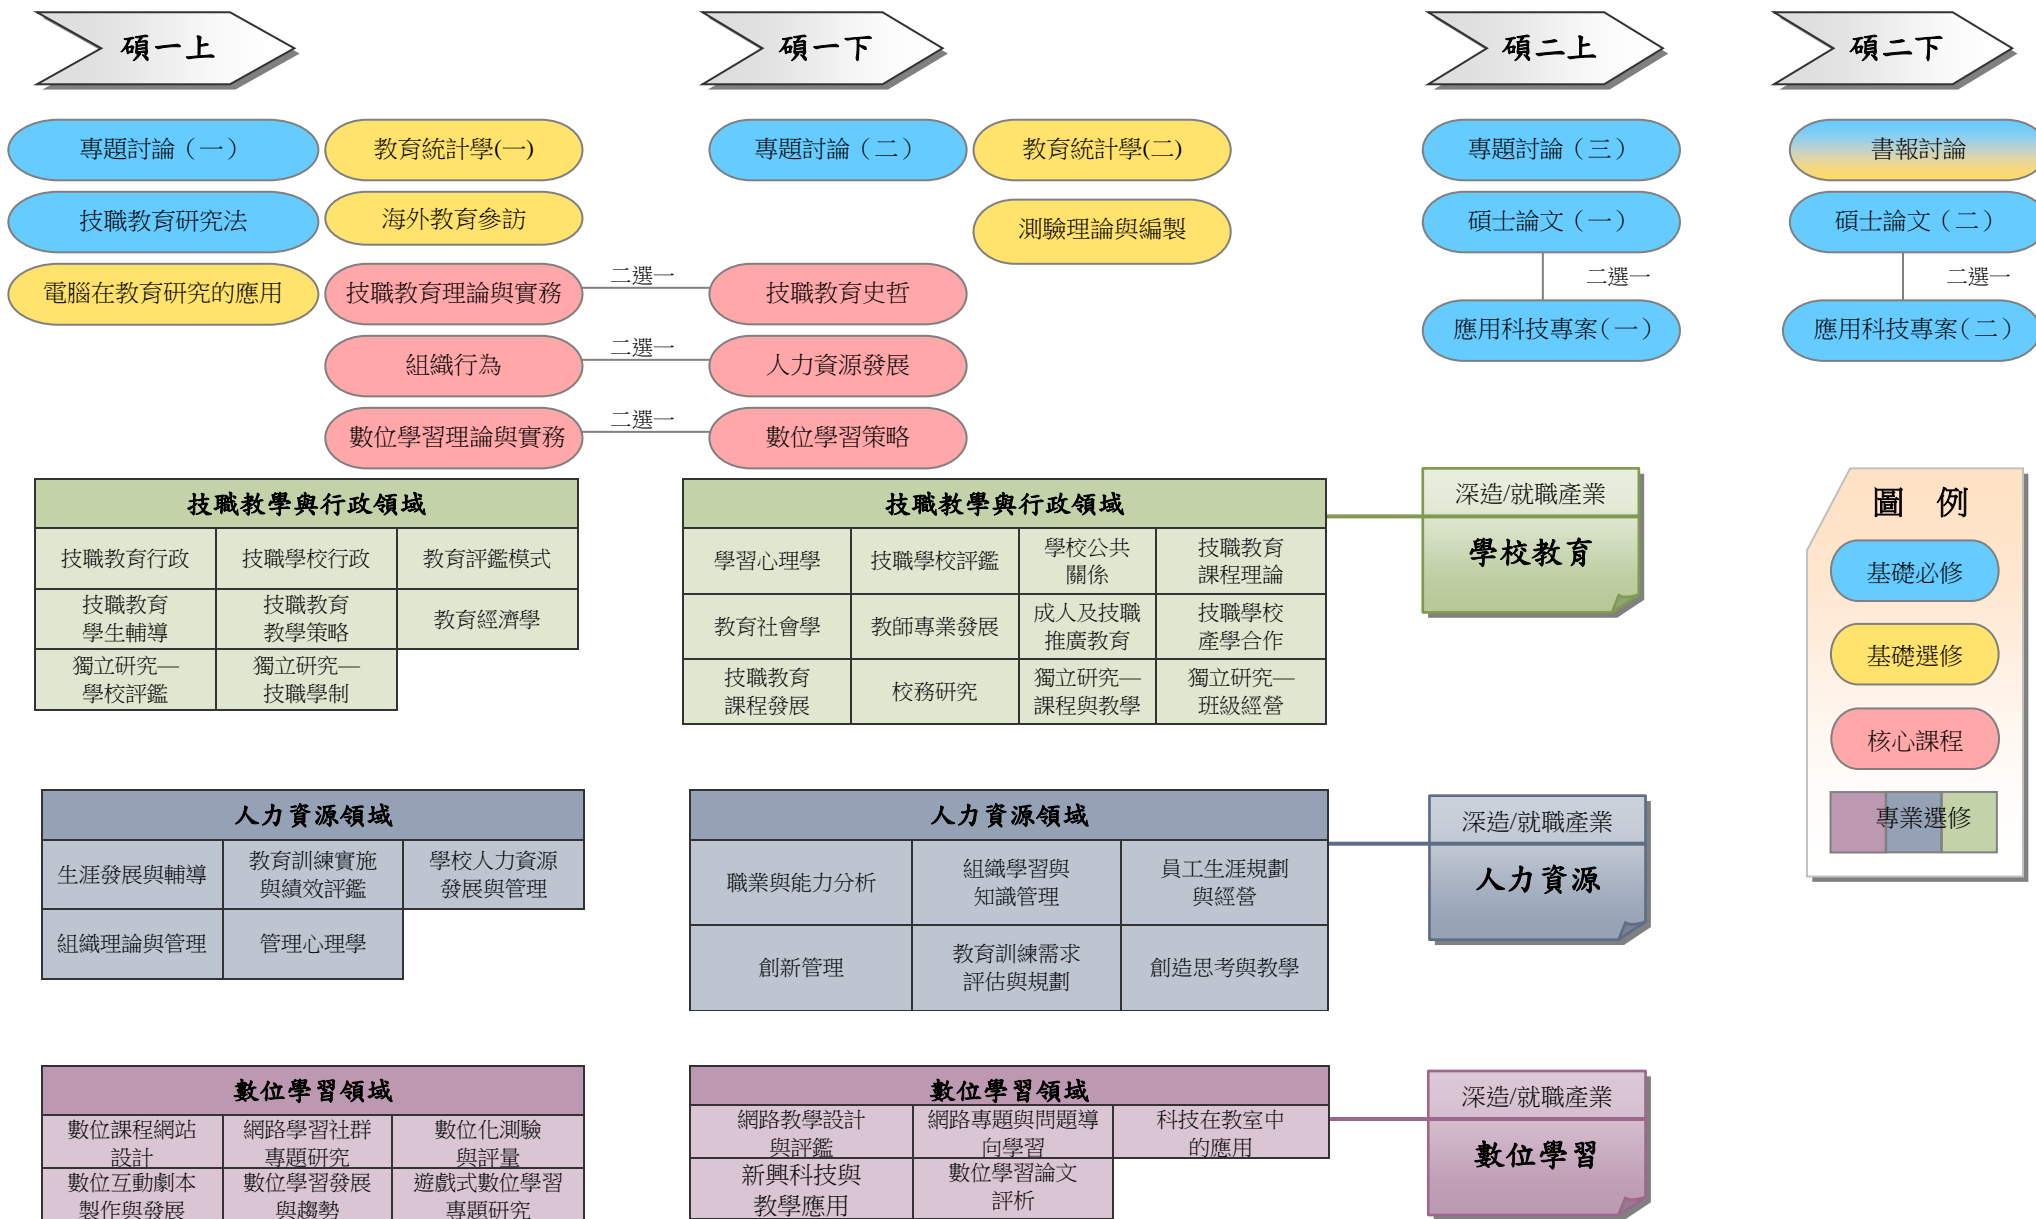 碩一上
碩一下
碩二上
碩二下
專題討論（一）
教育統計學(一)
專題討論（二）
教育統計學(二)
專題討論（三）
書報討論
技職教育研究法
海外教育參訪
測驗理論與編製
碩士論文（一）
碩士論文（二）
二選一
二選一
電腦在教育研究的應用
技職教育理論與實務
二選一
技職教育史哲
應用科技專案（一）
應用科技專案（二）
組織行為
二選一
人力資源發展
數位學習理論與實務
二選一
數位學習策略
技職教學與行政領域
技職教育行政
技職學校行政
教育評鑑模式
技職教育
學生輔導
技職教育
教學策略
教育經濟學
獨立研究—
學校評鑑
獨立研究—
技職學制
技職教學與行政領域
學習心理學
技職學校評鑑
學校公共
關係
技職教育
課程理論
教育社會學
教師專業發展
成人及技職
推廣教育
技職學校
產學合作
技職教育
課程發展
校務研究
獨立研究—
課程與教學
獨立研究—
班級經營
深造/就職產業
學校教育
圖　例
基礎必修
基礎選修
核心課程
專業選修
人力資源領域
生涯發展與輔導
教育訓練實施
與績效評鑑
學校人力資源
發展與管理
組織理論與管理
管理心理學
人力資源領域
職業與能力分析
組織學習與
知識管理
員工生涯規劃
與經營
創新管理
教育訓練需求
評估與規劃
創造思考與教學
深造/就職產業
人力資源
數位學習領域
數位課程網站
設計
網路學習社群
專題研究
數位化測驗
與評量
數位互動劇本
製作與發展
數位學習發展
與趨勢
遊戲式數位學習
專題研究
數位學習領域
網路教學設計
與評鑑
網路專題與問題導
向學習
科技在教室中
的應用
新興科技與
教學應用
數位學習論文
評析
深造/就職產業
數位學習